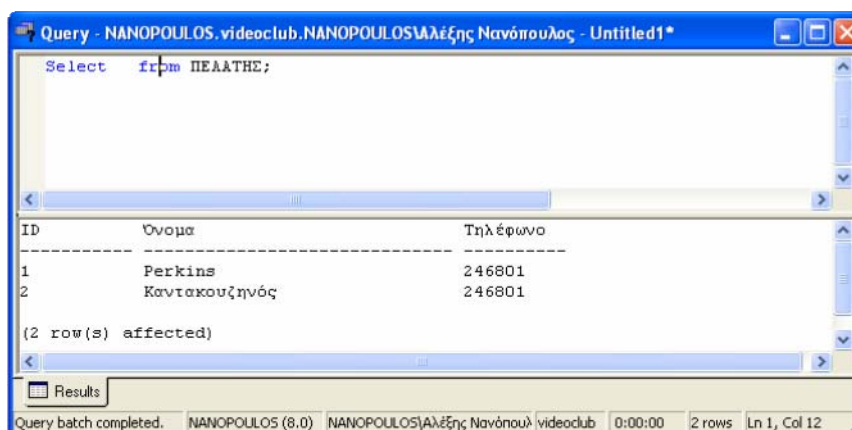 Query - NANOPOULOS.videoclub.NANOPOULOS\Αλέξης Νανόπουλος - Untitled1*
Select from ΠΕΛΑΤΗΣ;
ID Όνομα Τηλέφωνο
----------- ------------------------------ ----------
1 Perkins 246801
2 Καντακουζηνός 246801
(2 row(s) affected)
Results
Query batch completed. NANOPOULOS (8.0) NANOPOULOS\Αλέξης Νανόπουλ videoclub 0:00:00 2 rows Ln 1, Col 12